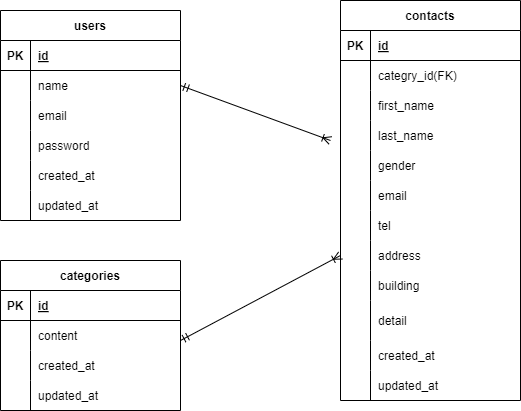 users
PK id
name
email
password
created_at
updated_at
categories
PK id
content
created_at
updated_at
contacts
PK id
categry_id(FK)
first_name
last_name
gender
email
tel
address
building
detail
created_at
updated_at